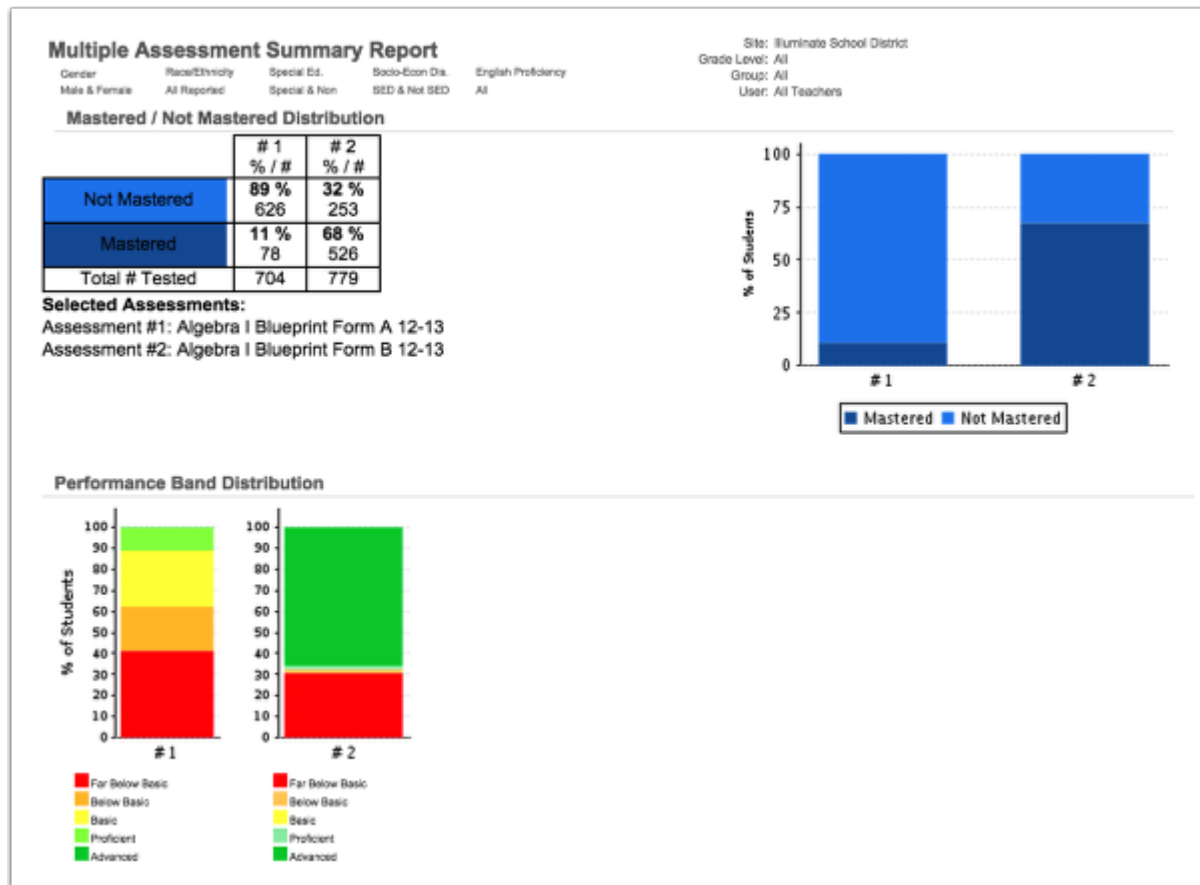 Multiple Assessment Summary Report
Gender Race/Ethnicity Special Ed. Socio-Econ Dis. English Proficiency
Male & Female All Reported Special & Non SED & Not SED All
Site: Illuminate School District
Grade Level: All
Group: All
User: All Teachers
Mastered / Not Mastered Distribution
# 1 # 2
% / # % / #
Not Mastered 89 % 32 %
626 253
Mastered 11 % 68 %
78 526
Total # Tested 704 779
Selected Assessments:
Assessment #1: Algebra I Blueprint Form A 12-13
Assessment #2: Algebra I Blueprint Form B 12-13
% of Students
100
75
50
25
0
# 1 # 2
Mastered Not Mastered
Performance Band Distribution
% of Students
100
90
80
70
60
50
40
30
20
10
0
# 1
100
90
80
70
60
50
40
30
20
10
0
# 2
Far Below Basic
Below Basic
Basic
Proficient
Advanced
Far Below Basic
Below Basic
Basic
Proficient
Advanced